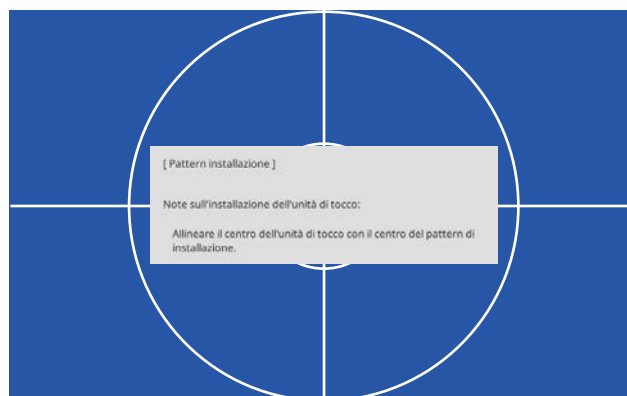 [ Pattern installazione ]
Note sull'installazione dell'unità di tocco:
Allineare il centro dell'unità di tocco con il centro del pattern di
installazione.